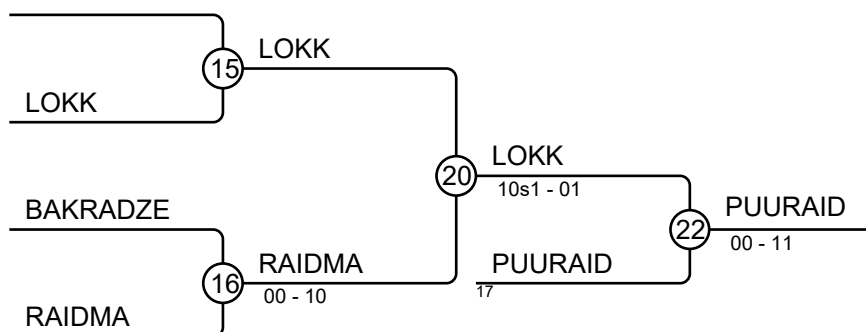 LOKK
15
LOKK
BAKRADZE
16
RAIDMA
RAIDMA
00 - 10
20
LOKK
10s1 - 01
PUURAID
17
22
PUURAID
00 - 11